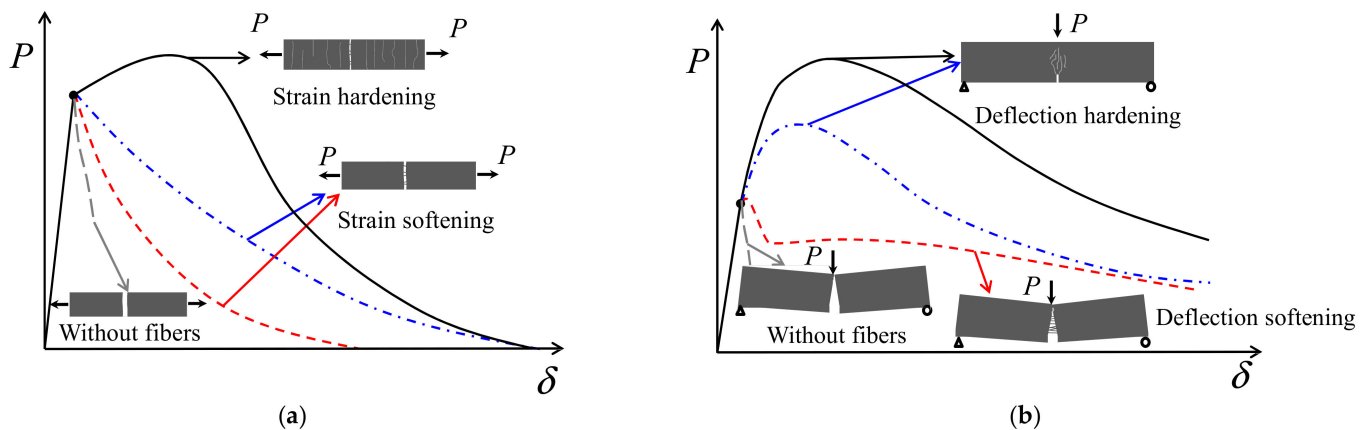 P
P
P
Strain hardening
P
P
Strain softening
Without fibers
δ
(a)
P
P
Deflection hardening
P
Without fibers
P
Deflection softening
δ
(b)